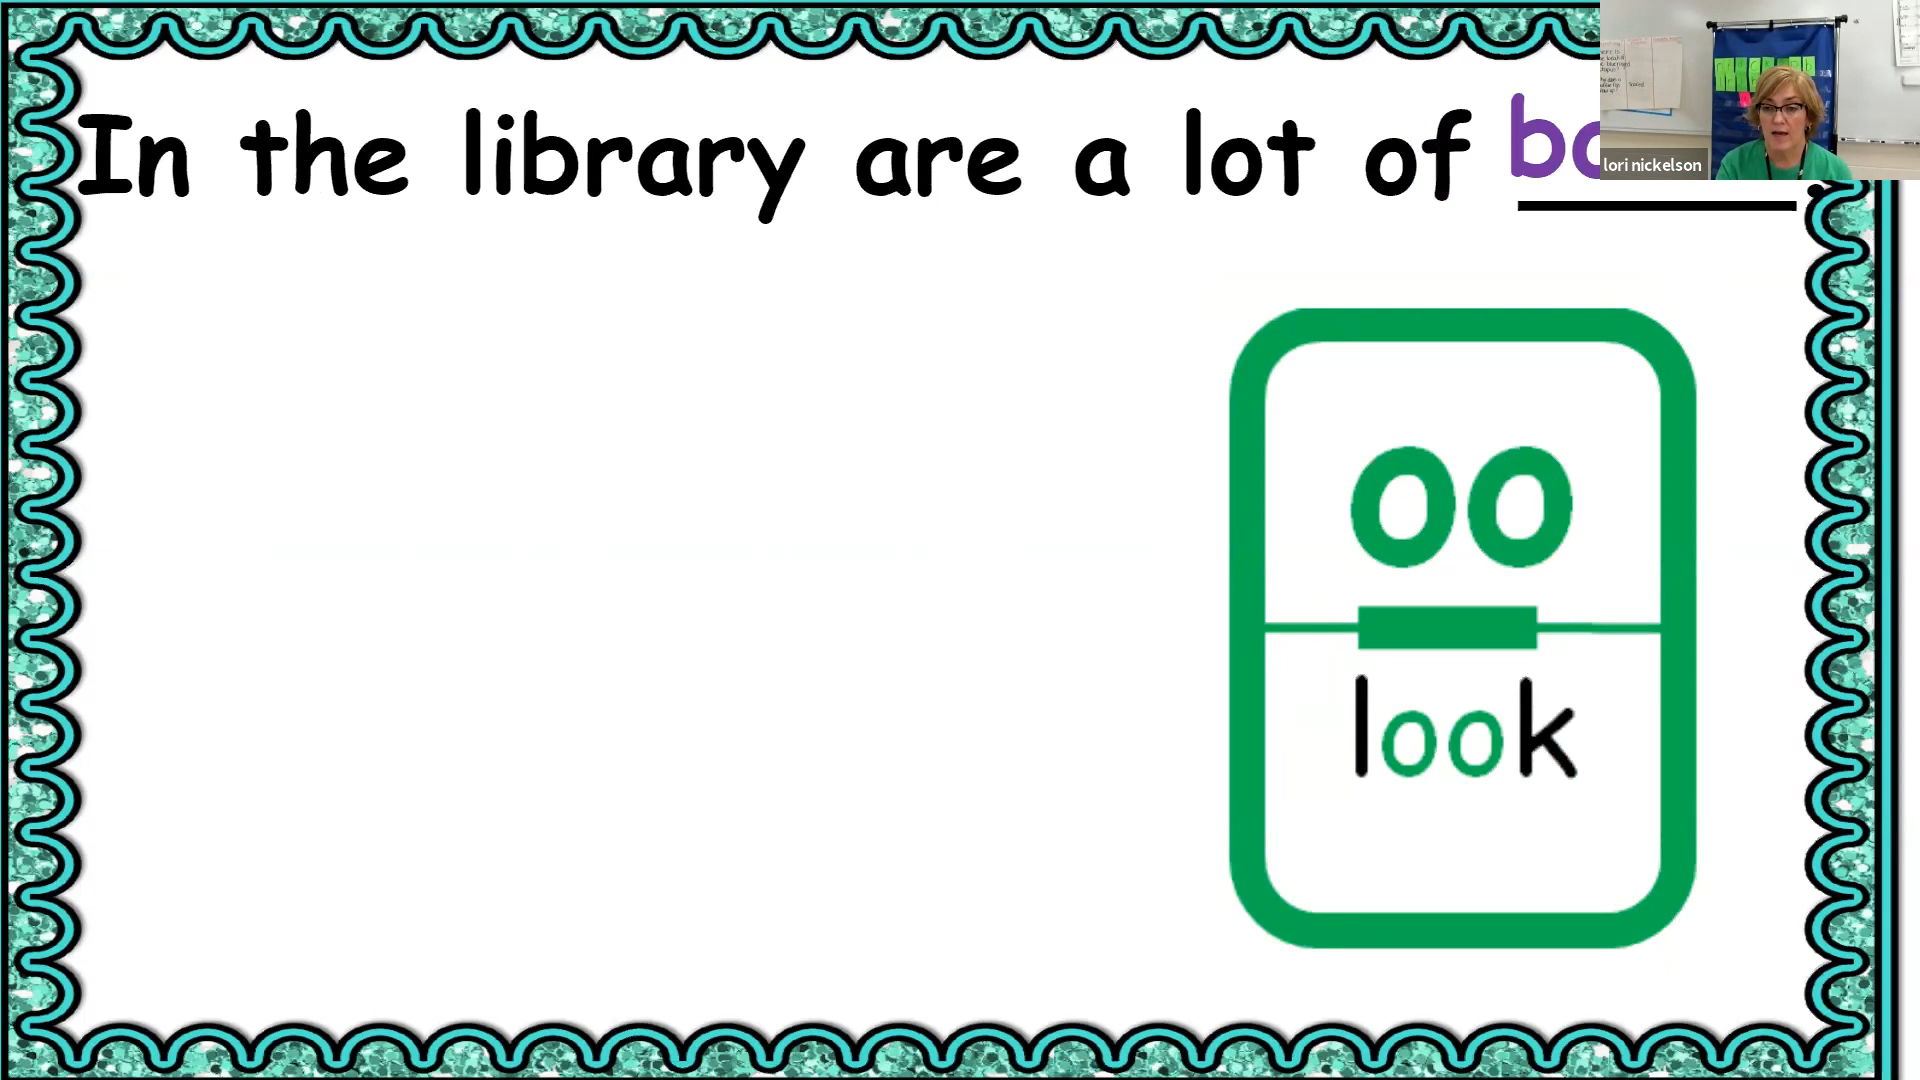 In the library are a lot of bo
lori nickelson
oo
look